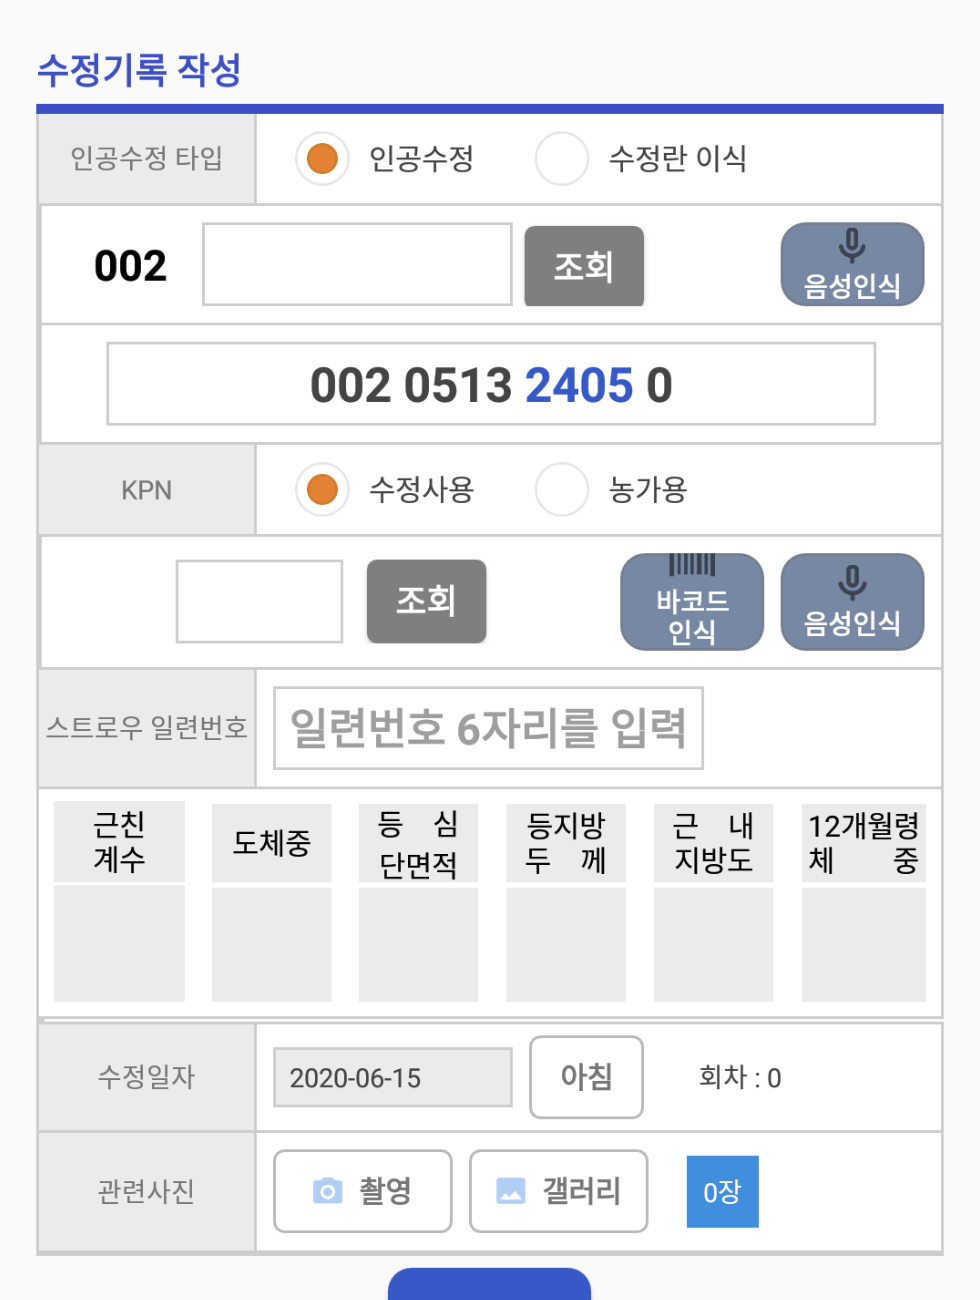 수정기록 작성
인공수정 타입 인공수정 수정란 이식
002 조회 음성인식
002 0513 2405 0
KPN 수정사용 농가용
조회 바코드 인식 음성인식
스트로우 일련번호 일련번호 6자리를 입력
근친 계수 도체중 등 심 단면적 등지방 두 께 근 내 지방도 12개월령 체 중
수정일자 2020-06-15 아침 회차 : 0
관련사진 촬영 갤러리 0장